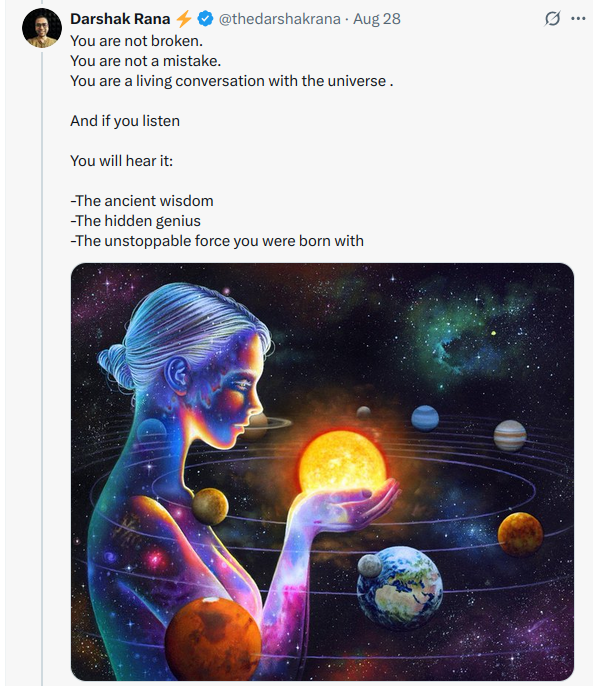 Darshak Rana ⚡ @thedarshakrana · Aug 28
You are not broken.
You are not a mistake.
You are a living conversation with the universe .
And if you listen
You will hear it:
-The ancient wisdom
-The hidden genius
-The unstoppable force you were born with